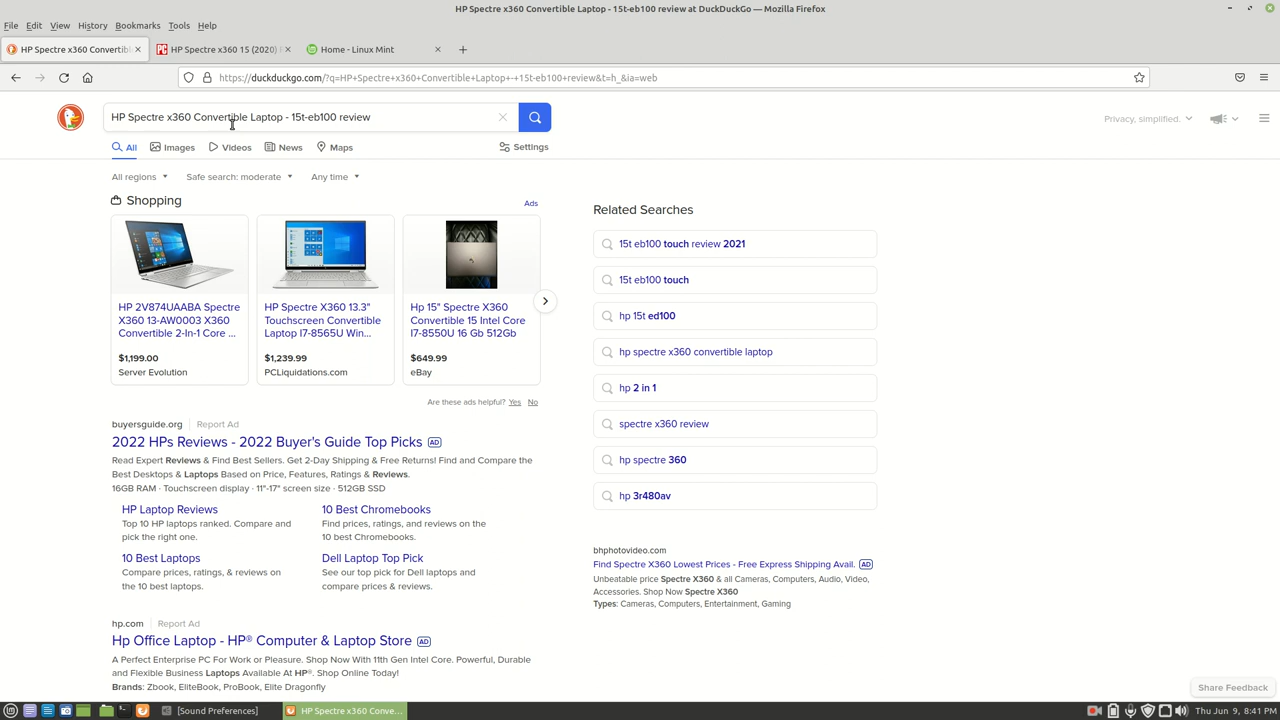 HP Spectre x360 Convertible Laptop - 15t-eb100 review at DuckDuckGo — Mozilla Firefox
File Edit View History Bookmarks Tools Help
HP Spectre x360 Convertib
HP Spectre x360 15 (2020)
Home - Linux Mint
https://duckduckgo.com/?q=HP+Spectre+x360+Convertible+Laptop+-+15t-eb100+review&t=h_&ia=web
HP Spectre x360 Convertible Laptop - 15t-eb100 review
Privacy, simplified.
All Images Videos News Maps Settings
All regions Safe search: moderate Any time
Shopping
Ads
HP 2V874UAABA Spectre
X360 13-AW0003 X360
Convertible 2-In-1 Core ...
$1,199.00
Server Evolution
HP Spectre X360 13.3"
Touchscreen Convertible
Laptop I7-8565U Win...
$1,239.99
PCLiquidations.com
Hp 15" Spectre X360
Convertible 15 Intel Core
I7-8550U 16 Gb 512Gb
$649.99
eBay
Are these ads helpful? Yes No
buyersguide.org Report Ad
2022 HPs Reviews - 2022 Buyer's Guide Top Picks AD
Read Expert Reviews & Find Best Sellers. Get 2-Day Shipping & Free Returns! Find and Compare the
Best Desktops & Laptops Based on Price, Features, Ratings & Reviews.
16GB RAM · Touchscreen display · 11"-17" screen size · 512GB SSD
HP Laptop Reviews
Top 10 HP laptops ranked. Compare and
pick the right one.
10 Best Chromebooks
Find prices, ratings, and reviews on the
10 best Chromebooks.
10 Best Laptops
Compare prices, ratings, & reviews on
the 10 best laptops.
Dell Laptop Top Pick
See our top pick for Dell laptops and
compare prices & reviews.
hp.com Report Ad
Hp Office Laptop - HP® Computer & Laptop Store AD
A Perfect Enterprise PC For Work or Pleasure. Shop Now With 11th Gen Intel Core. Powerful, Durable
and Flexible Business Laptops Available At HP®. Shop Online Today!
Brands: Zbook, EliteBook, ProBook, Elite Dragonfly
Related Searches
15t eb100 touch review 2021
15t eb100 touch
hp 15t ed100
hp spectre x360 convertible laptop
hp 2 in 1
spectre x360 review
hp spectre 360
hp 3r480av
bhphotovideo.com
Find Spectre X360 Lowest Prices - Free Express Shipping Avail. AD
Unbeatable price Spectre X360 & all Cameras, Computers, Audio, Video,
Accessories. Shop Now Spectre X360
Types: Cameras, Computers, Entertainment, Gaming
Share Feedback
[Sound Preferences]
HP Spectre x360 Conve...
Thu Jun 9, 8:41 PM